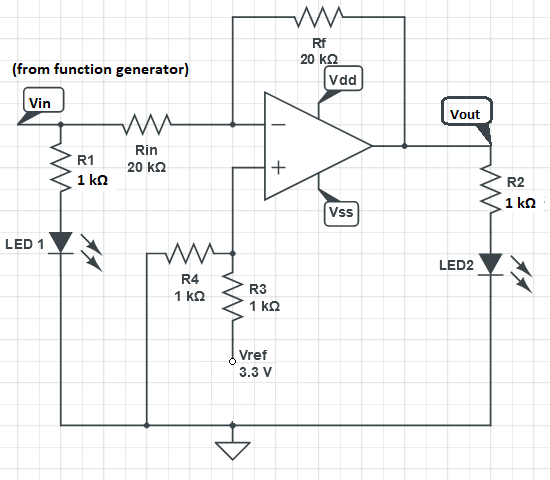 Rf
20 kΩ
(from function generator)
Vdd
Vin
Vout
−
Rin
20 kΩ
R1
1 kΩ
+
R2
1 kΩ
Vss
LED 1
LED2
R4
1 kΩ
R3
1 kΩ
Vref
3.3 V